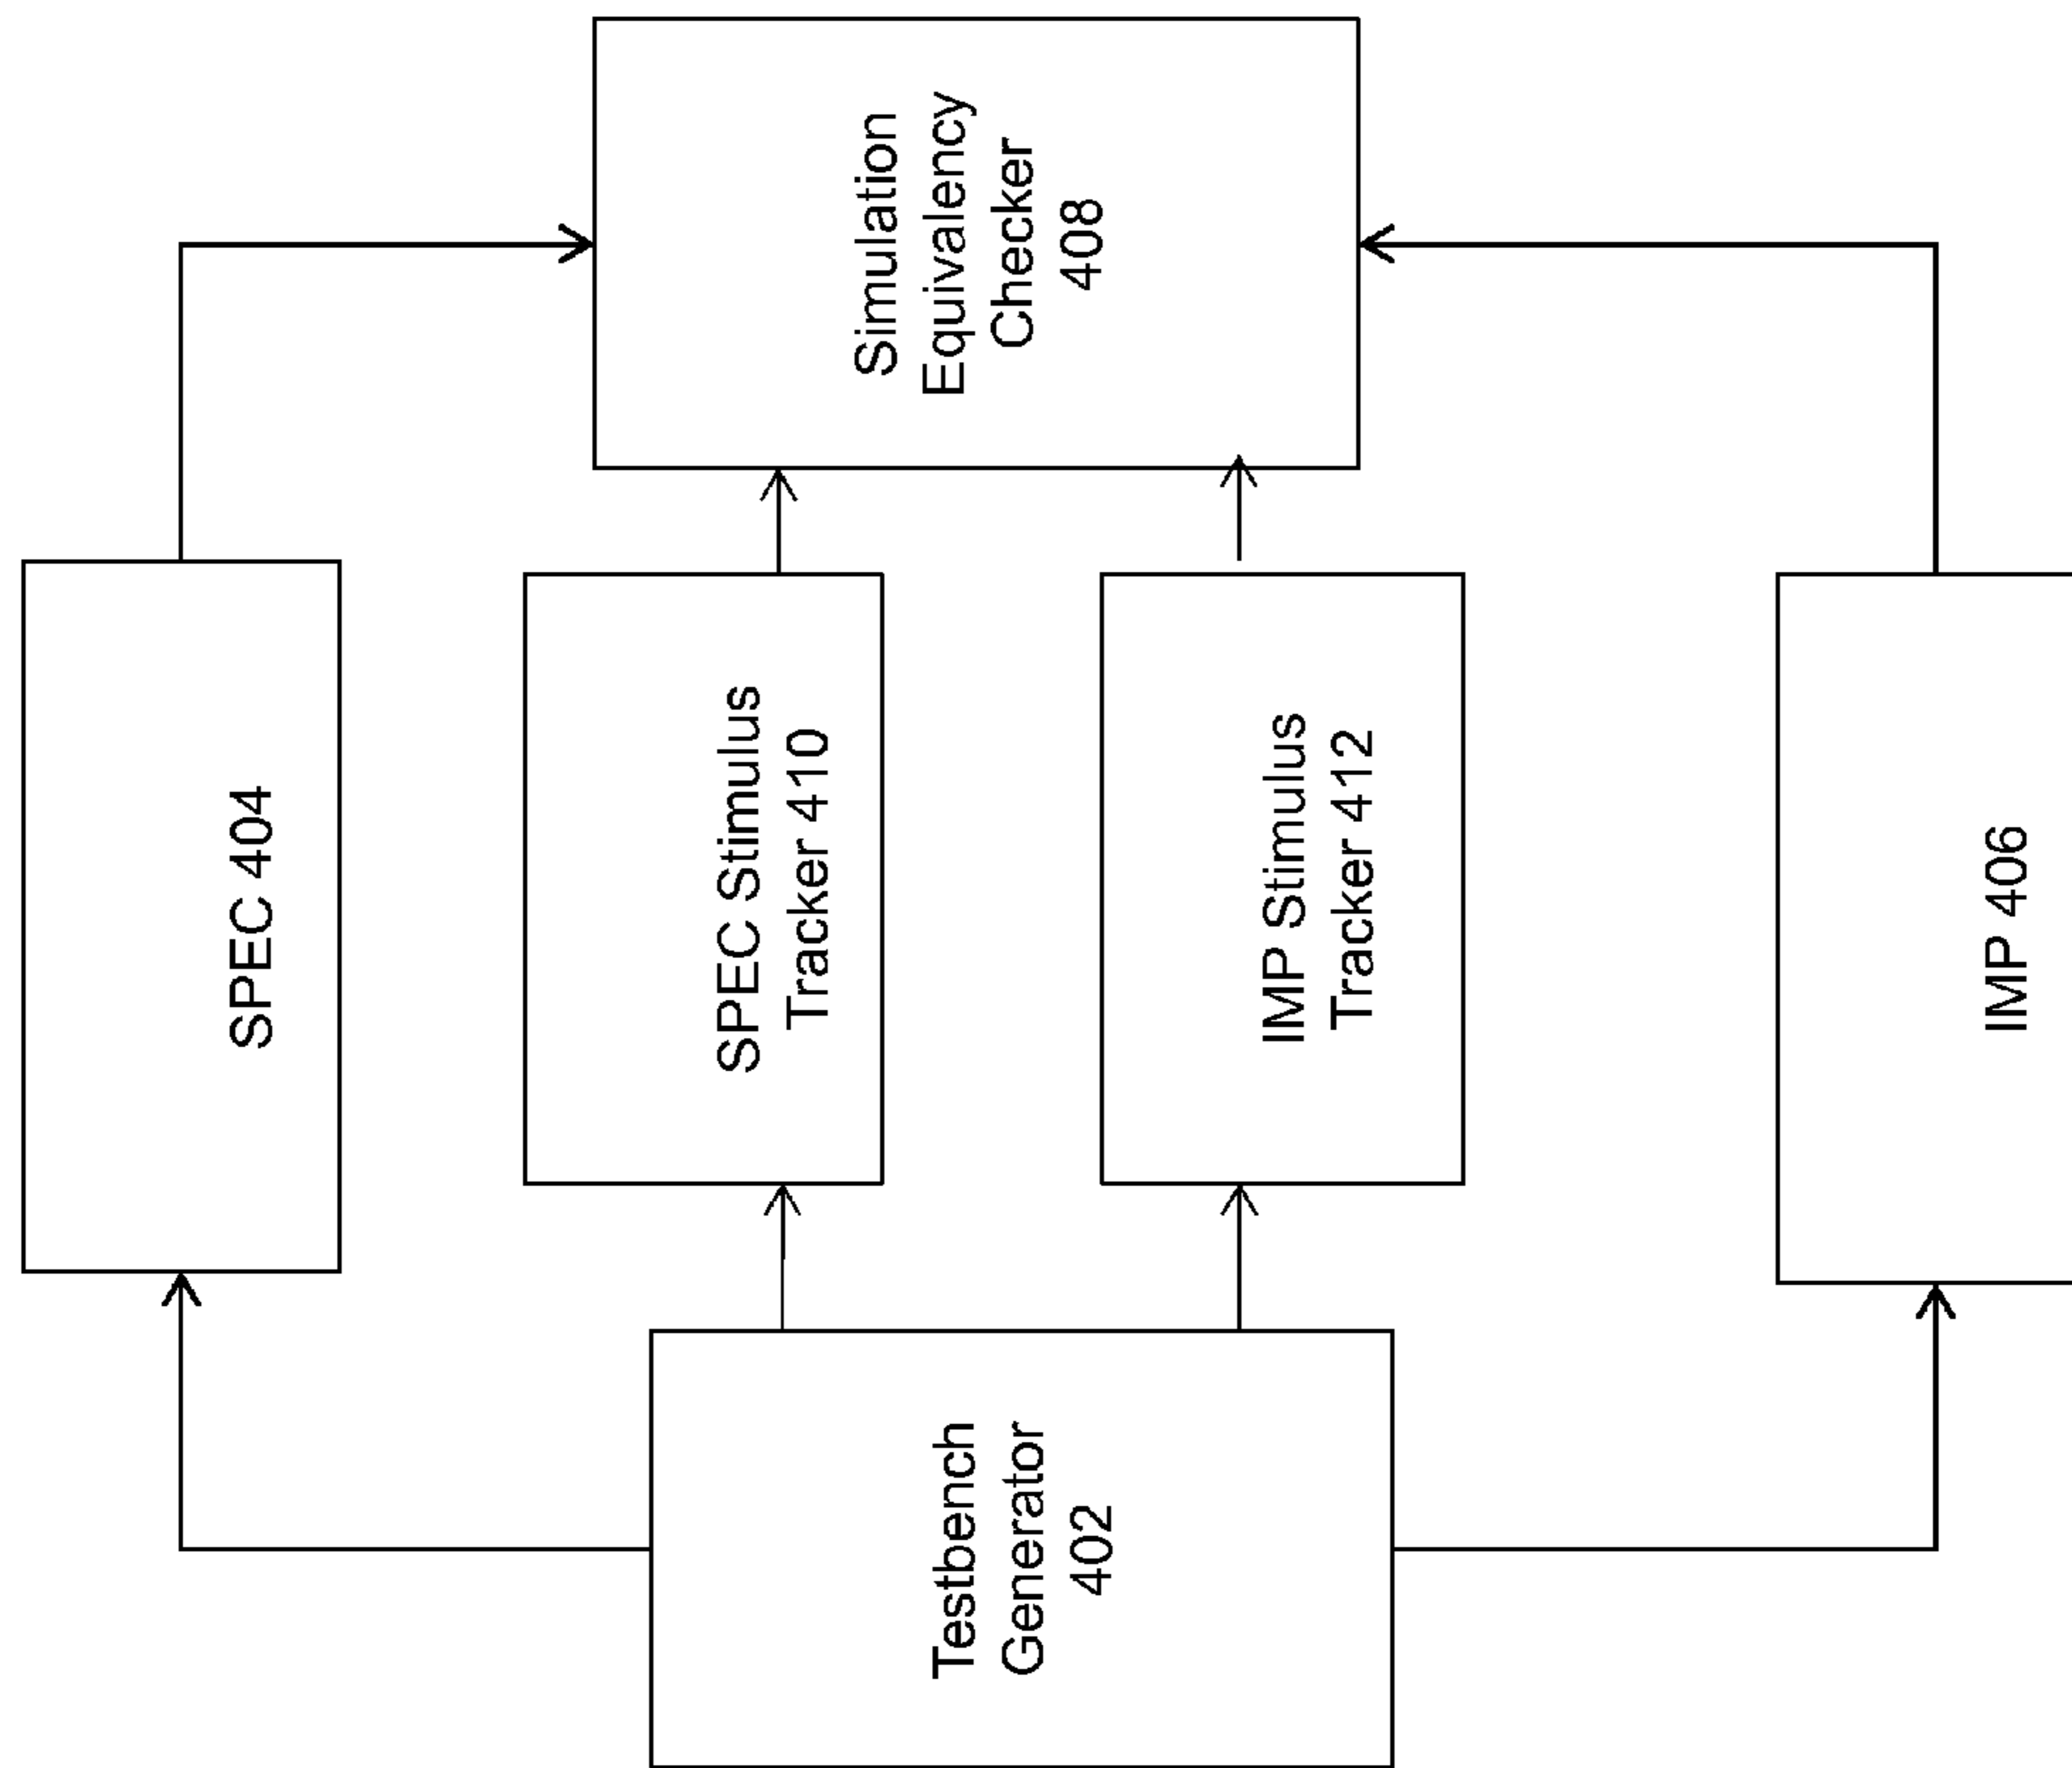 SPEC 404
Testbench
Generator
402
SPEC Stimulus
Tracker 410
Simulation
Equivalency
Checker
408
IMP Stimulus
Tracker 412
IMP 406